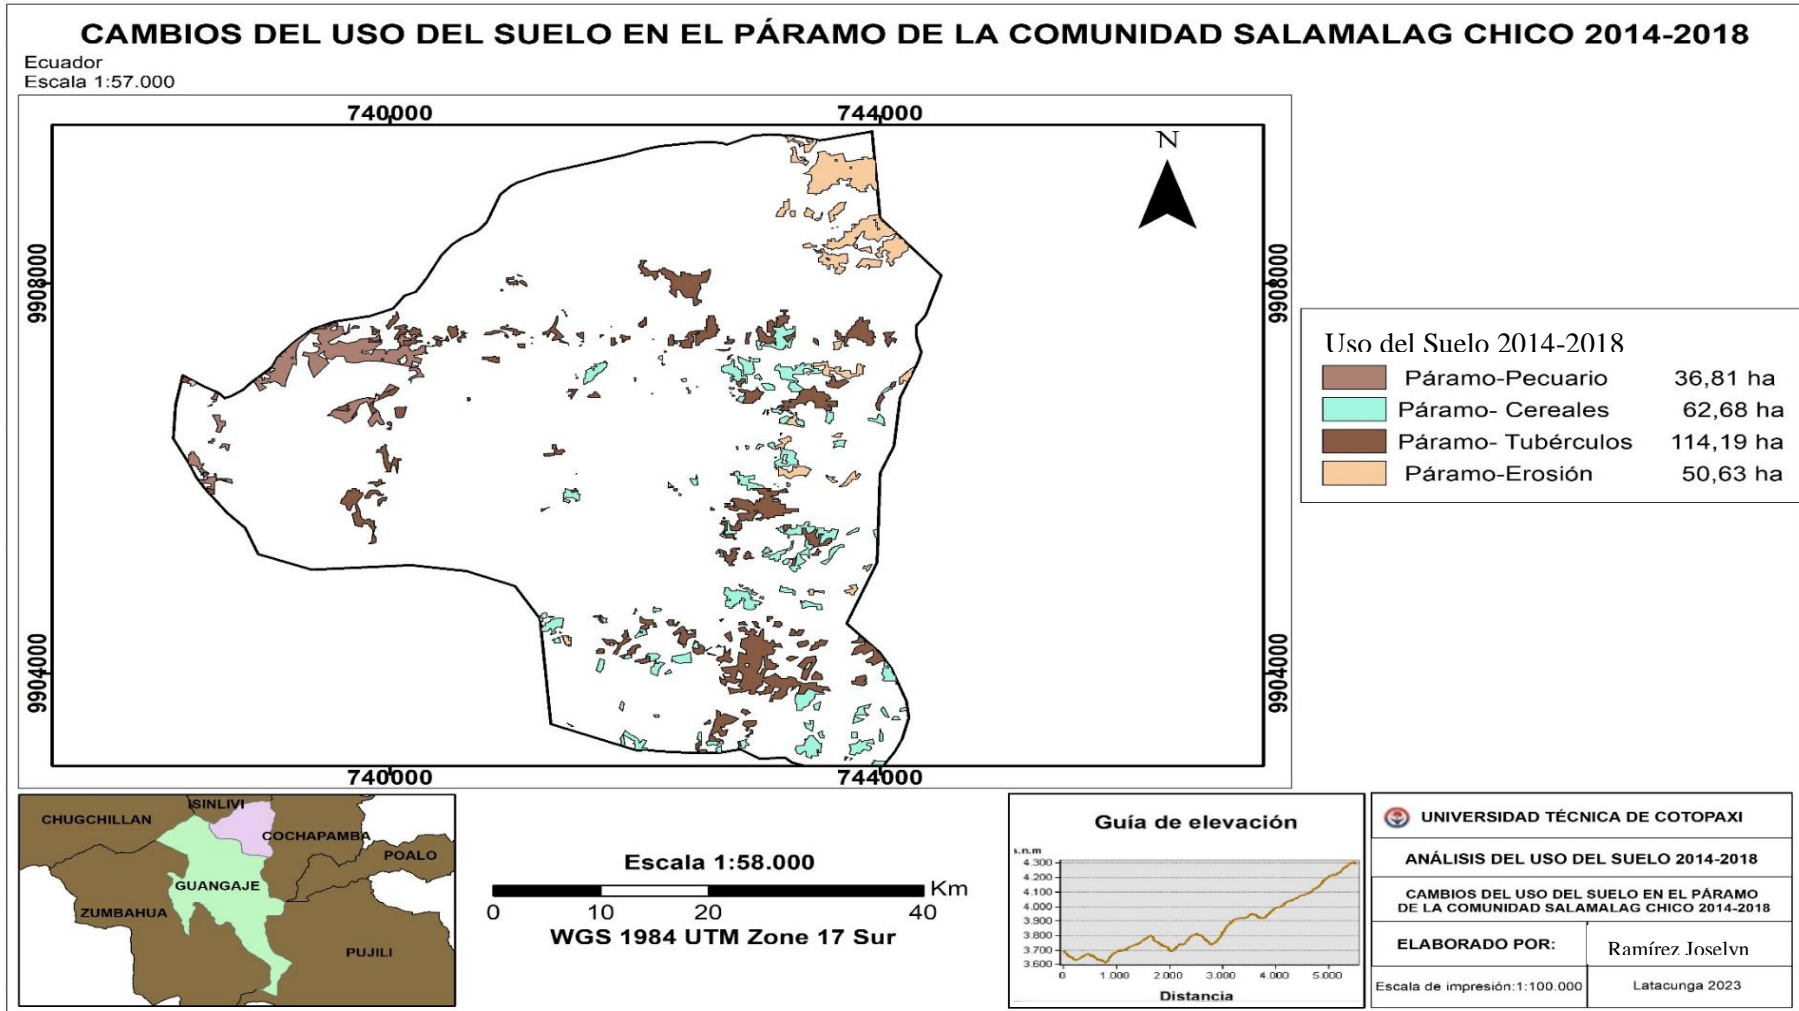 CAMBIOS DEL USO DEL SUELO EN EL PÁRAMO DE LA COMUNIDAD SALAMALAG CHICO 2014-2018
Ecuador
Escala 1:57.000
740000 744000
N
9908000 9908000
9904000 9904000
740000 744000
Uso del Suelo 2014-2018
Páramo-Pecuario 36,81 ha
Páramo- Cereales 62,68 ha
Páramo- Tubérculos 114,19 ha
Páramo-Erosión 50,63 ha
ISINLIVI
CHUGCHILLAN
COCHAPAMBA
POALO
GUANGAJE
ZUMBAHUA
PUJILI
Escala 1:58.000
Km
0 10 20 40
WGS 1984 UTM Zone 17 Sur
Guía de elevación
s.n.m
4.300
4.200
4.100
4.000
3.900
3.800
3.700
3.600
0 1.000 2.000 3.000 4.000 5.000
Distancia
UNIVERSIDAD TÉCNICA DE COTOPAXI
ANÁLISIS DEL USO DEL SUELO 2014-2018
CAMBIOS DEL USO DEL SUELO EN EL PÁRAMO
DE LA COMUNIDAD SALAMALAG CHICO 2014-2018
ELABORADO POR: Ramírez Joselyn
Escala de impresión:1:100.000 Latacunga 2023